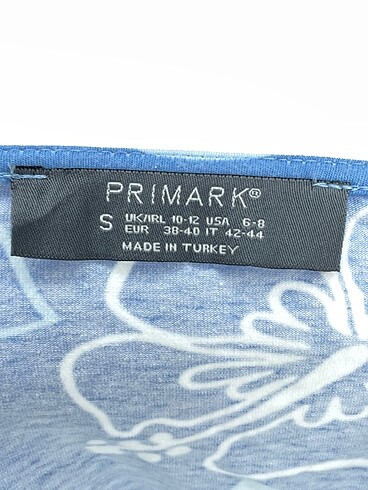 PRIMARK®
S UK/IRL 10-12 USA 6-8
EUR 38-40 IT 42-44
MADE IN TURKEY